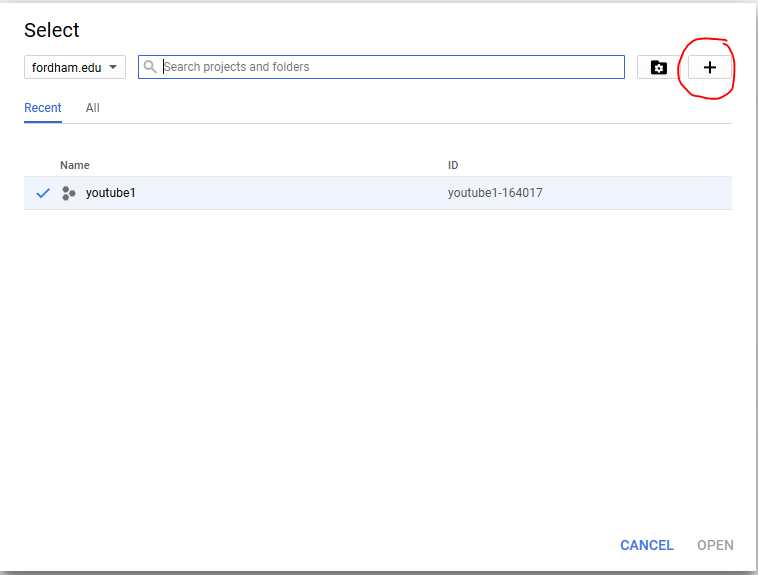 Select
fordham.edu Search projects and folders
Recent All
Name ID
youtube1 youtube1-164017
CANCEL OPEN